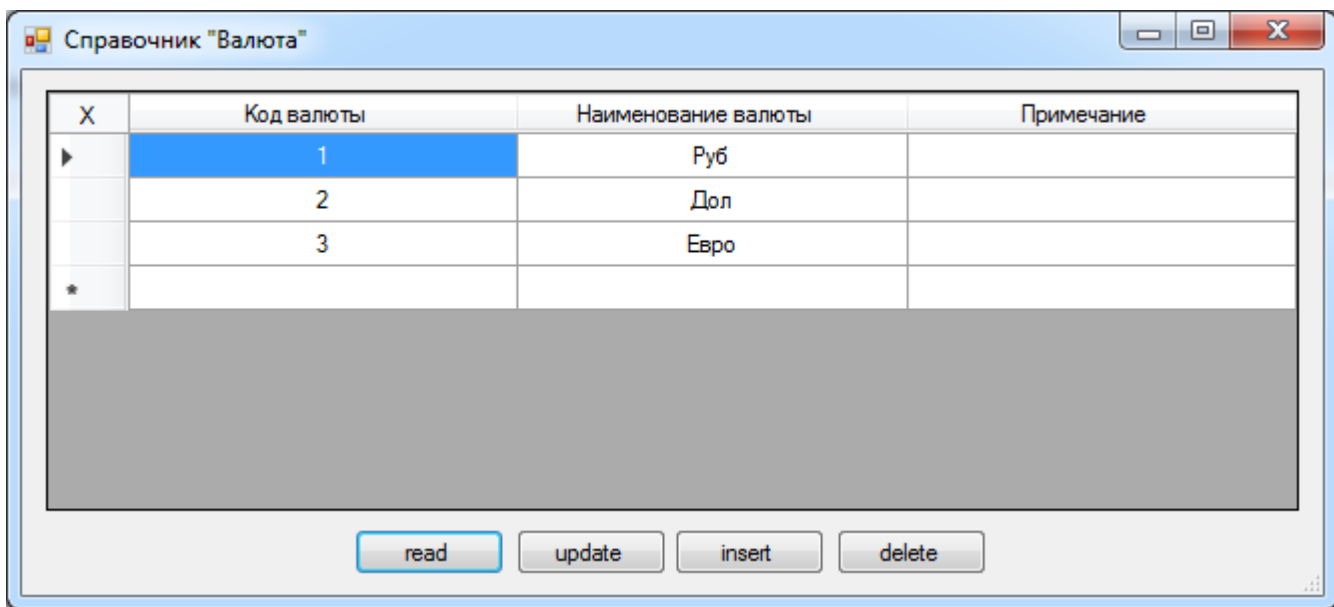 Справочник "Валюта"
X Код валюты Наименование валюты Примечание
1 Руб
2 Дол
3 Евро
*
read update insert delete